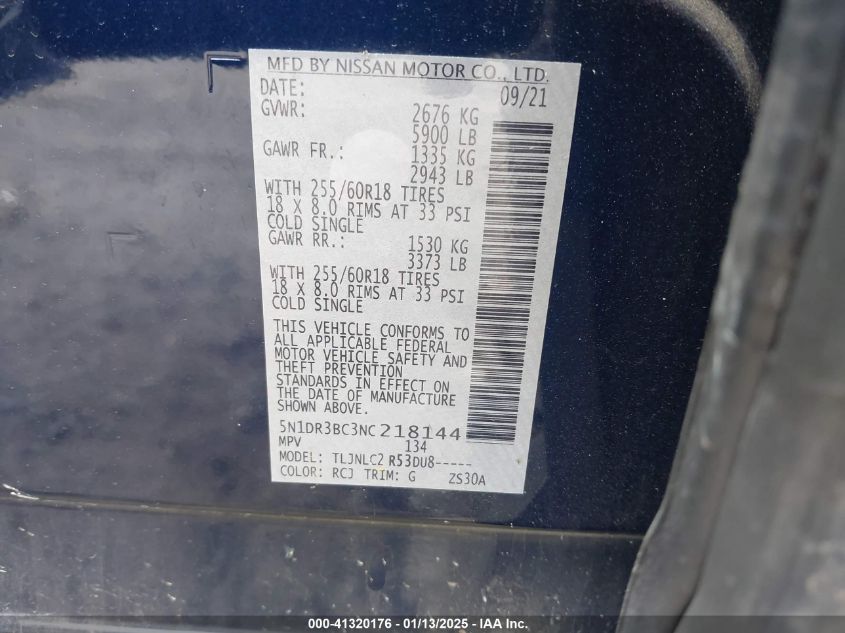 MFD BY NISSAN MOTOR CO., LTD.
DATE: 09/21
GVWR: 2676 KG
5900 LB
GAWR FR.: 1335 KG
2943 LB
WITH 255/60R18 TIRES
18 X 8.0 RIMS AT 33 PSI
COLD SINGLE
GAWR RR.: 1530 KG
3373 LB
WITH 255/60R18 TIRES
18 X 8.0 RIMS AT 33 PSI
COLD SINGLE
THIS VEHICLE CONFORMS TO
ALL APPLICABLE FEDERAL
MOTOR VEHICLE SAFETY AND
THEFT PREVENTION
STANDARDS IN EFFECT ON
THE DATE OF MANUFACTURE
SHOWN ABOVE.
5N1DR3BC3NC218144
MPV 134
MODEL: TLJNLC2 R53DU8-----
COLOR: RCJ TRIM: G ZS30A
000-41320176 - 01/13/2025 - IAA Inc.